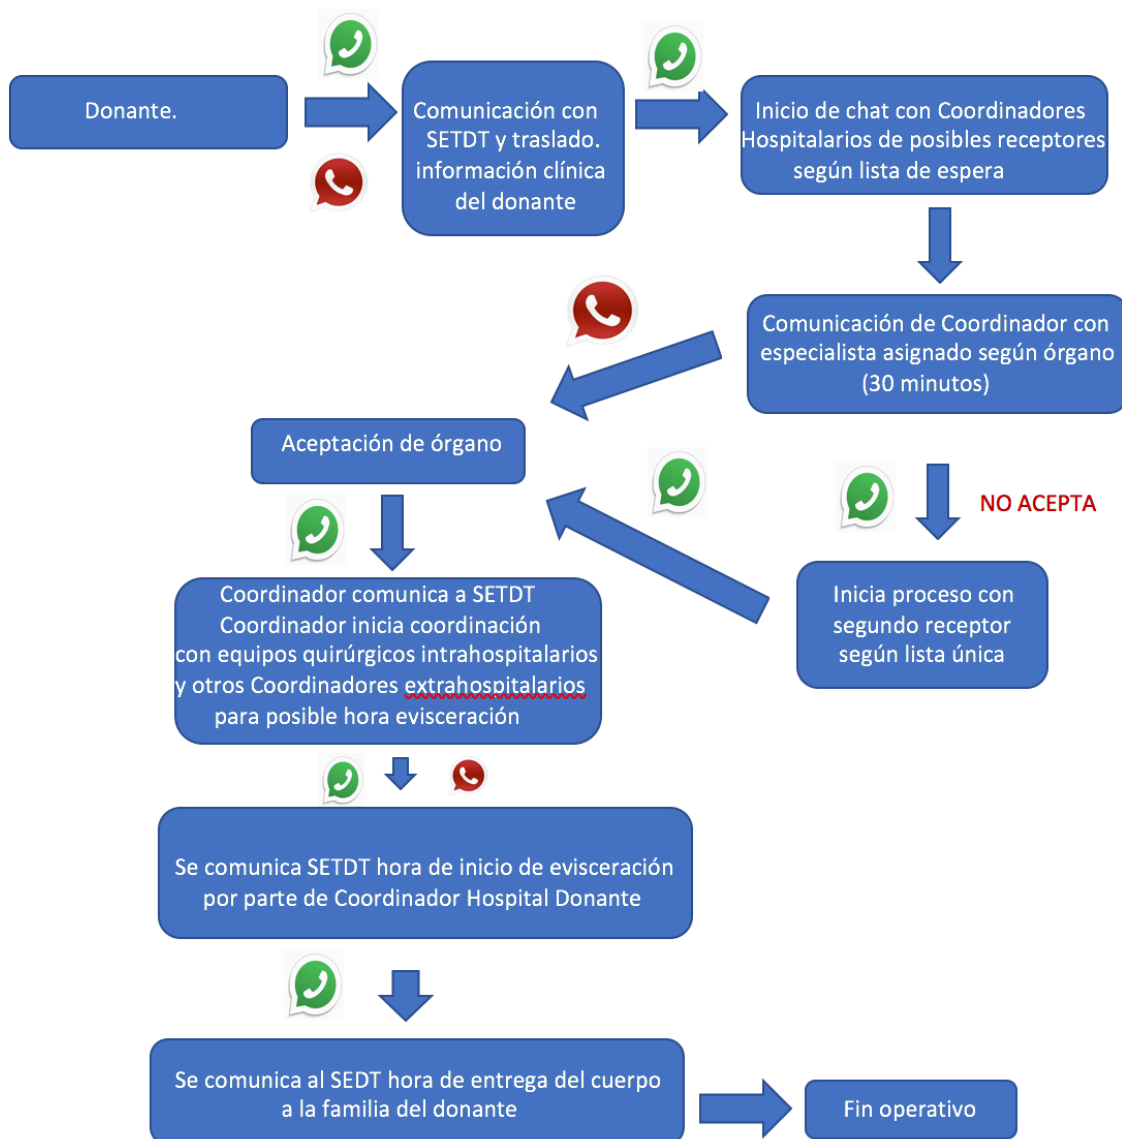 Donante.
Comunicación con
SETDT y traslado.
información clínica
del donante
Inicio de chat con Coordinadores
Hospitalarios de posibles receptores
según lista de espera
Comunicación de Coordinador con
especialista asignado según órgano
(30 minutos)
Aceptación de órgano
NO ACEPTA
Inicia proceso con
segundo receptor
según lista única
Coordinador comunica a SETDT
Coordinador inicia coordinación
con equipos quirúrgicos intrahospitalarios
y otros Coordinadores extrahospitalarios
para posible hora evisceración
Se comunica SETDT hora de inicio de evisceración
por parte de Coordinador Hospital Donante
Se comunica al SEDT hora de entrega del cuerpo
a la familia del donante
Fin operativo